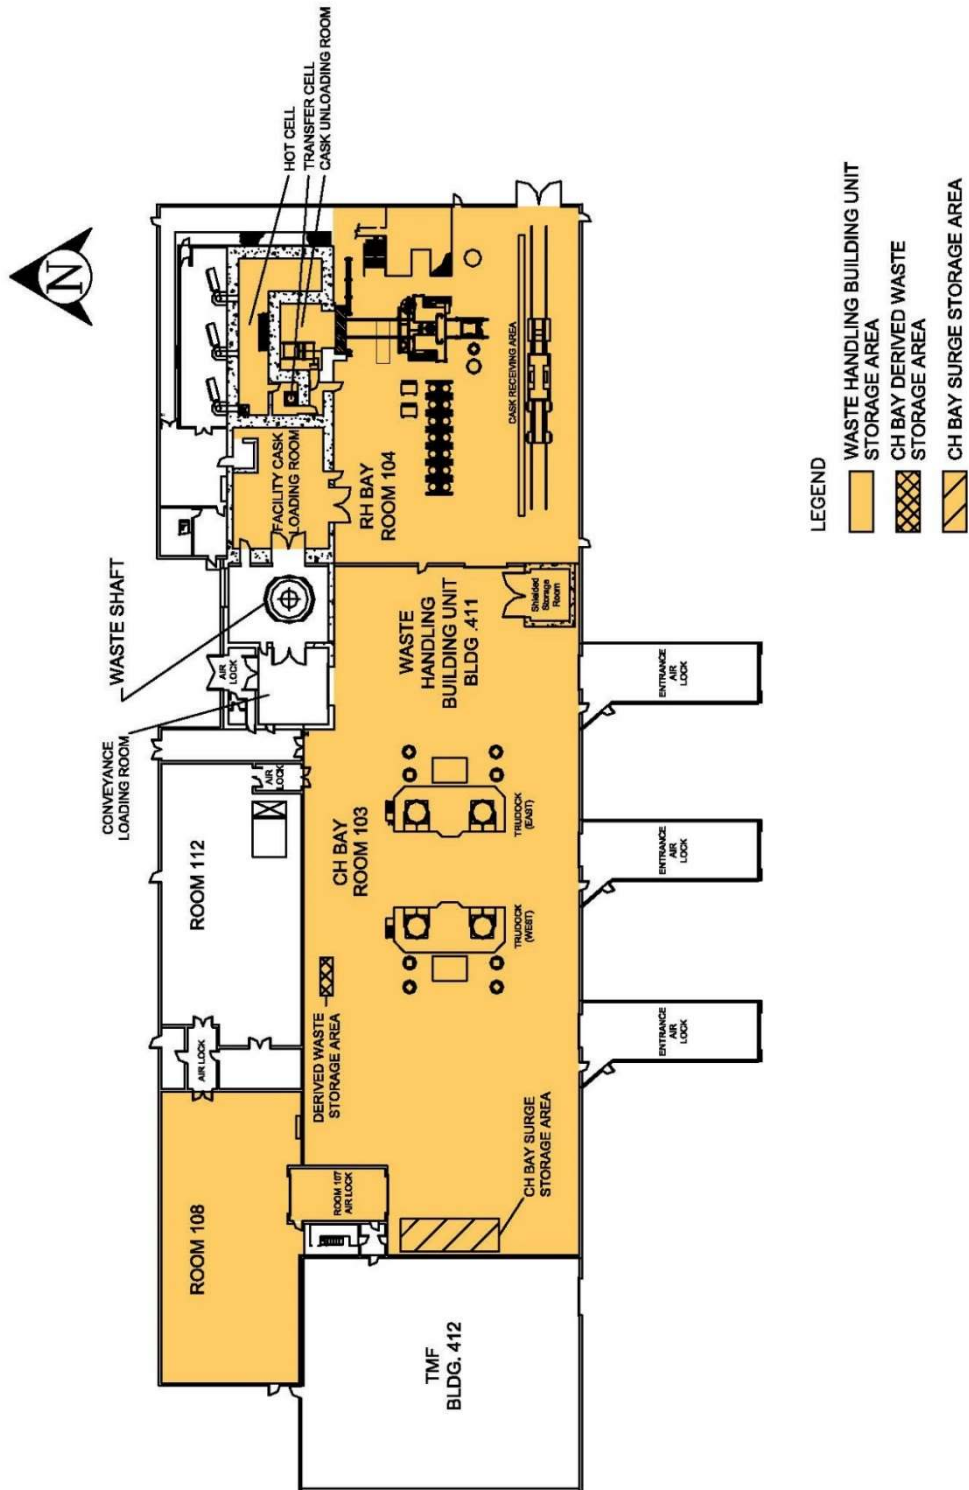 N
HOT CELL
TRANSFER CELL
CASK UNLOADING ROOM
WASTE SHAFT
CONVEYANCE
LOADING ROOM
FACILITY CASK
LOADING ROOM
RH BAY
ROOM 104
CASK RECEIVING AREA
AIR
LOCK
AIR
LOCK
WASTE
HANDLING
BUILDING UNIT
BLDG .411
Shielded
Storage
Room
ROOM 112
CH BAY
ROOM 103
TRUDOCK
(EAST)
TRUDOCK
(WEST)
ENTRANCE
AIR
LOCK
ENTRANCE
AIR
LOCK
ENTRANCE
AIR
LOCK
AIR LOCK
DERIVED WASTE
STORAGE AREA
ROOM 108
ROOM 107
AIR LOCK
CH BAY SURGE
STORAGE AREA
TMF
BLDG. 412
LEGEND
WASTE HANDLING BUILDING UNIT
STORAGE AREA
CH BAY DERIVED WASTE
STORAGE AREA
CH BAY SURGE STORAGE AREA